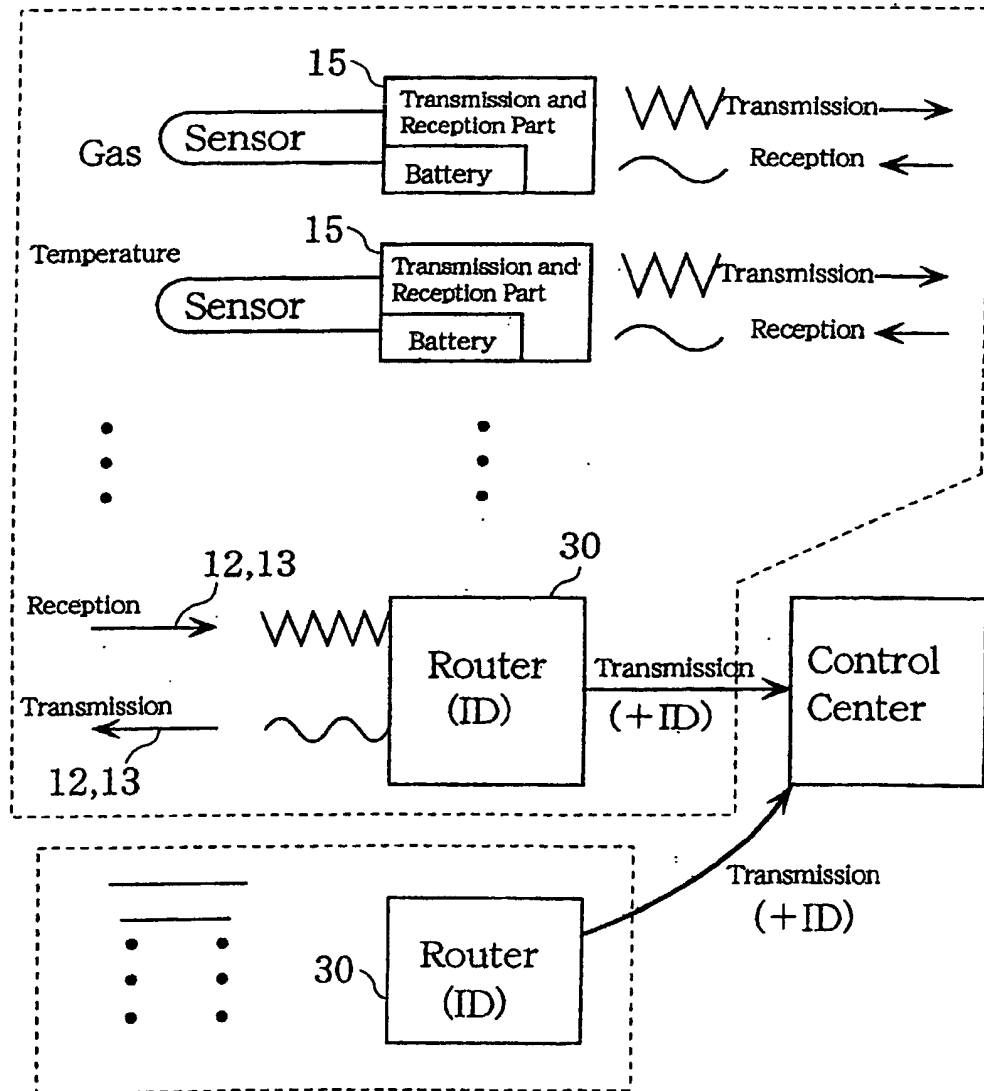 15
Transmission and
Reception Part
Transmission
Gas
Sensor
Battery
Reception
15
Temperature
Transmission and
Reception Part
Transmission
Sensor
Battery
Reception
12,13
30
Reception
Router
(ID)
Transmission
(+ID)
Control
Center
Transmission
12,13
Transmission
(+ID)
30
Router
(ID)